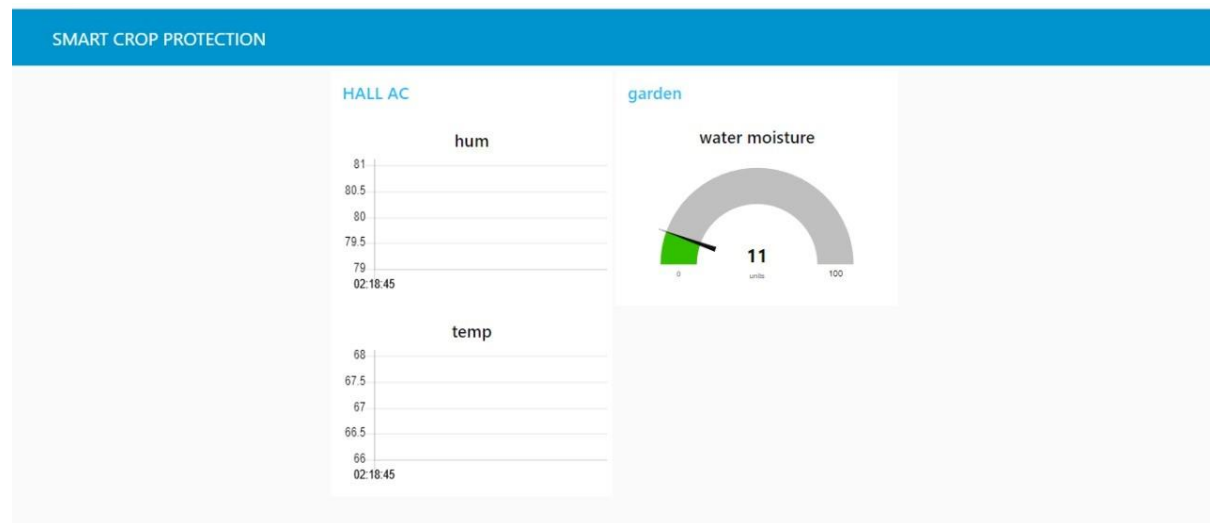 SMART CROP PROTECTION
HALL AC
hum
81
80.5
80
79.5
79
02:18:45
temp
68
67.5
67
66.5
66
02:18:45
garden
water moisture
11
units
0
100